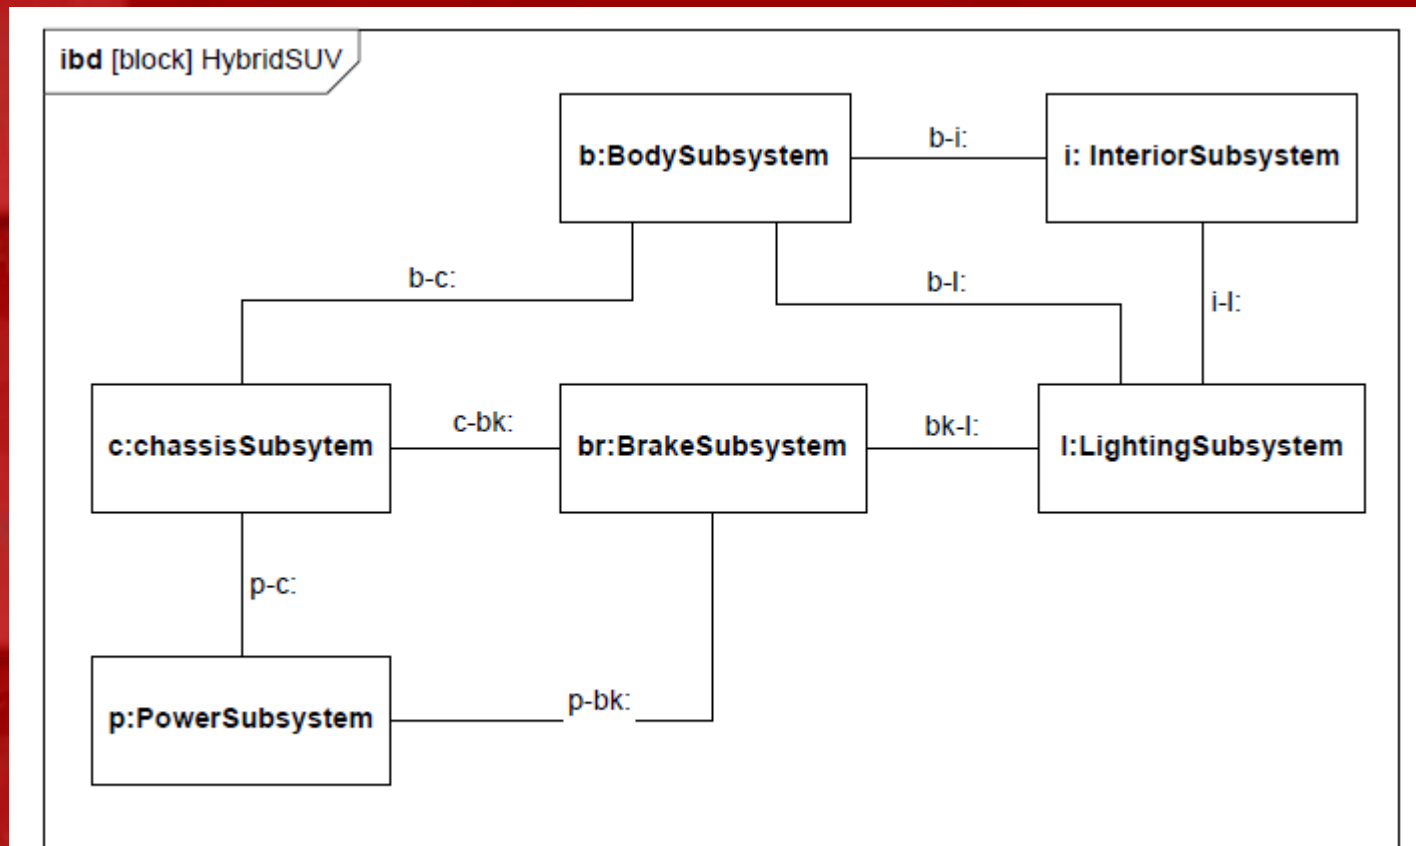 ibd [block] HybridSUV
b:BodySubsystem
b-i:
i: InteriorSubsystem
b-c:
b-l:
i-l:
c:chassisSubsytem
c-bk:
br:BrakeSubsystem
bk-l:
l:LightingSubsystem
p-c:
p:PowerSubsystem
p-bk: